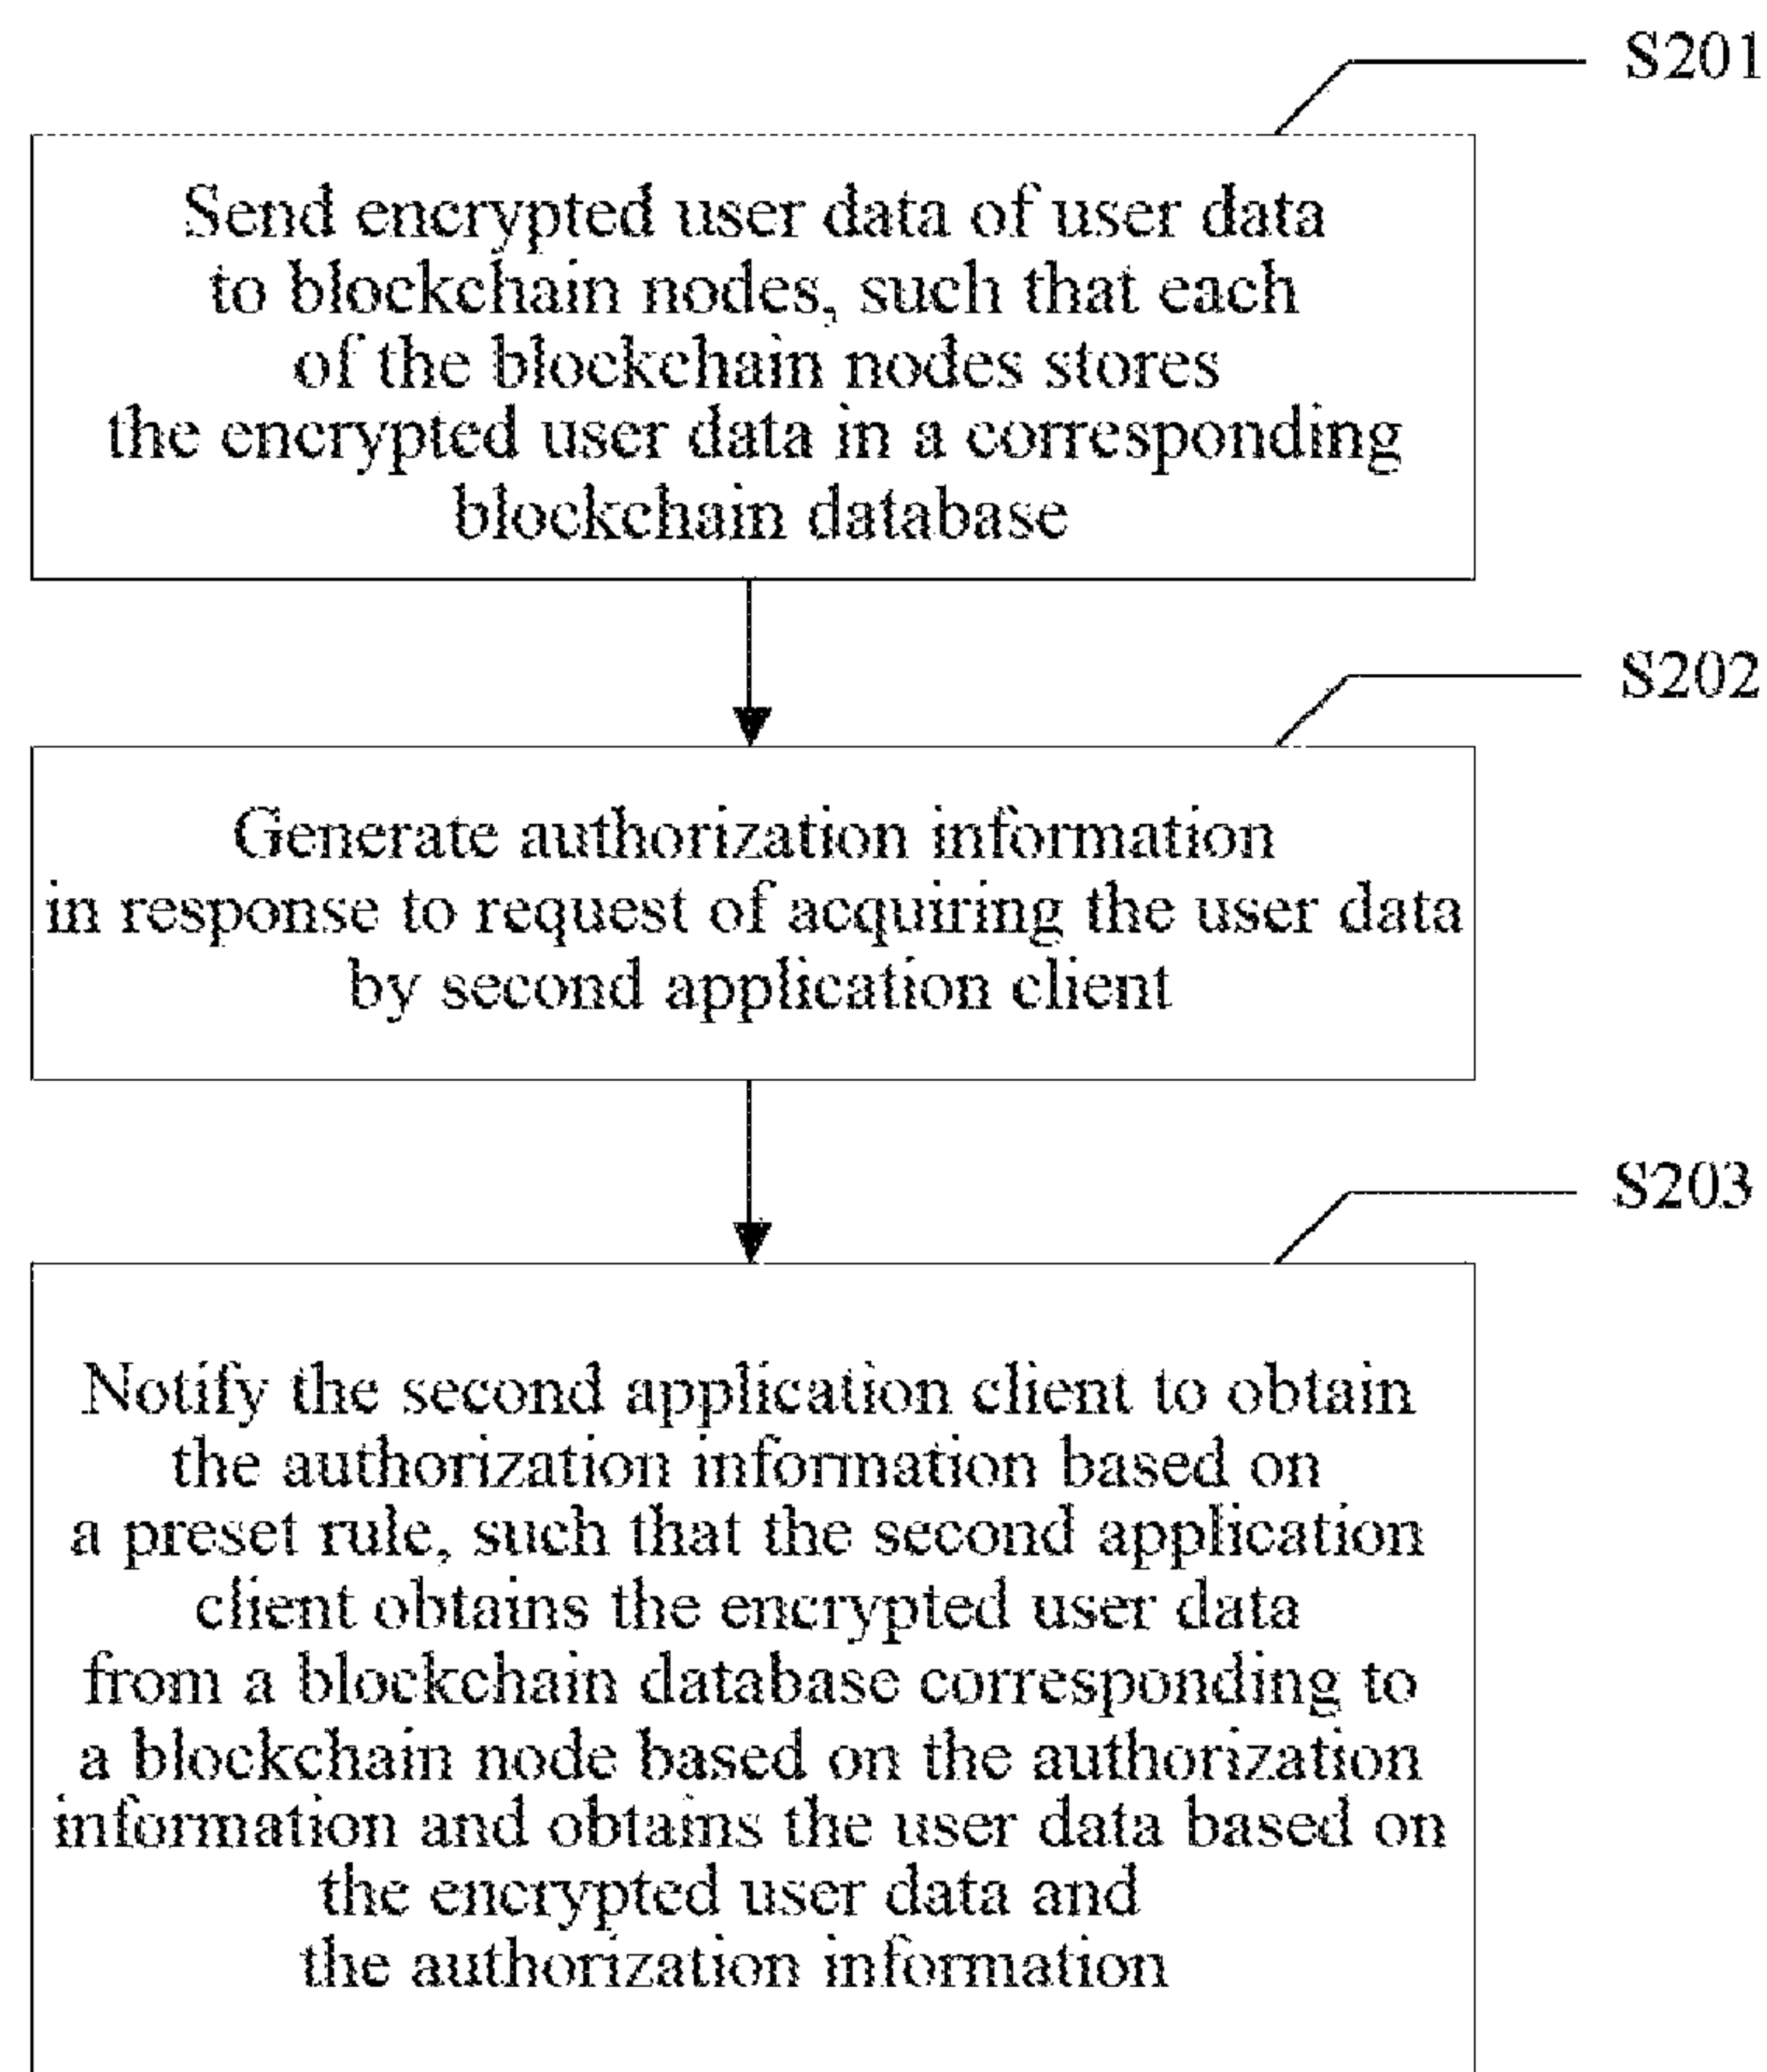 S201
Send encrypted user data of user data
to blockchain nodes, such that each
of the blockchain nodes stores
the encrypted user data in a corresponding
blockchain database
S202
Generate authorization information
in response to request of acquiring the user data
by second application client
S203
Notify the second application client to obtain
the authorization information based on
a preset rule, such that the second application
client obtains the encrypted user data
from a blockchain database corresponding to
a blockchain node based on the authorization
information and obtains the user data based on
the encrypted user data and
the authorization information